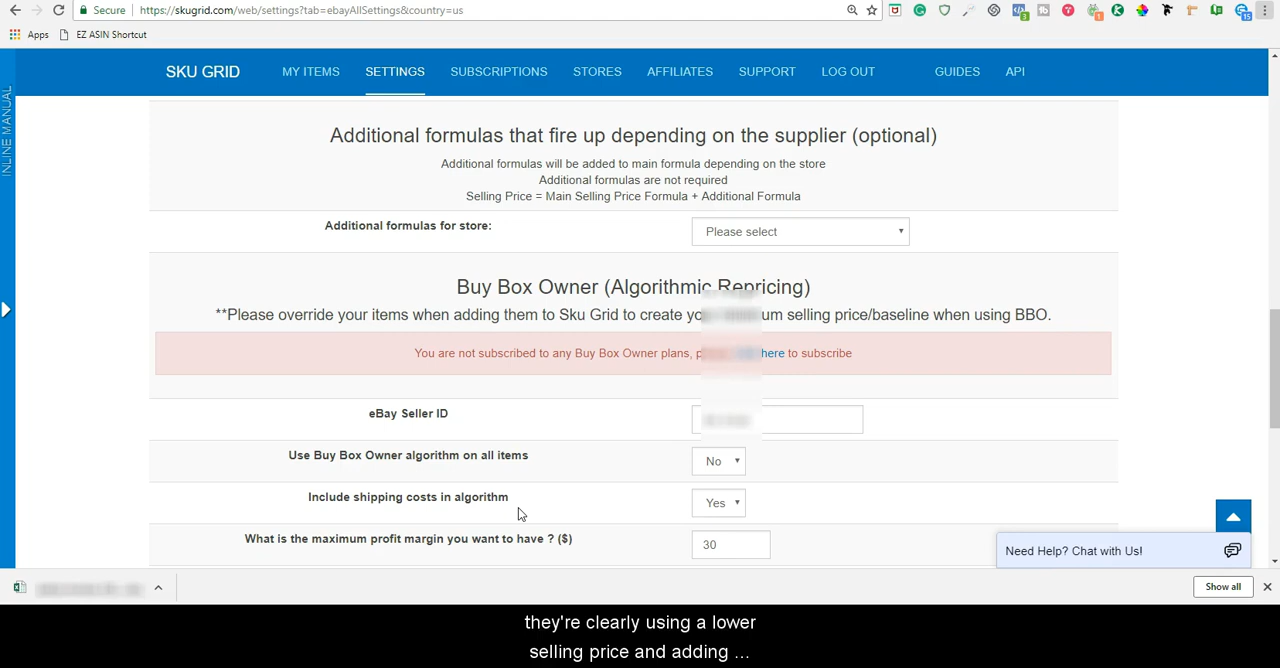 Secure
https://skugrid.com/web/settings?tab=ebayAllSettings&country=us
Apps
EZ ASIN Shortcut
INLINE MANUAL
SKU GRID
MY ITEMS
SETTINGS
SUBSCRIPTIONS
STORES
AFFILIATES
SUPPORT
LOG OUT
GUIDES
API
Additional formulas that fire up depending on the supplier (optional)
Additional formulas will be added to main formula depending on the store
Additional formulas are not required
Selling Price = Main Selling Price Formula + Additional Formula
Additional formulas for store:
Please select
Buy Box Owner (Algorithmic Repricing)
**Please override your items when adding them to Sku Grid to create selling price/baseline when using BBO.
You are not subscribed to any Buy Box Owner plans, here to subscribe
eBay Seller ID
Use Buy Box Owner algorithm on all items
No
Include shipping costs in algorithm
Yes
What is the maximum profit margin you want to have ? ($)
30
Need Help? Chat with Us!
Show all
they're clearly using a lower
selling price and adding ...